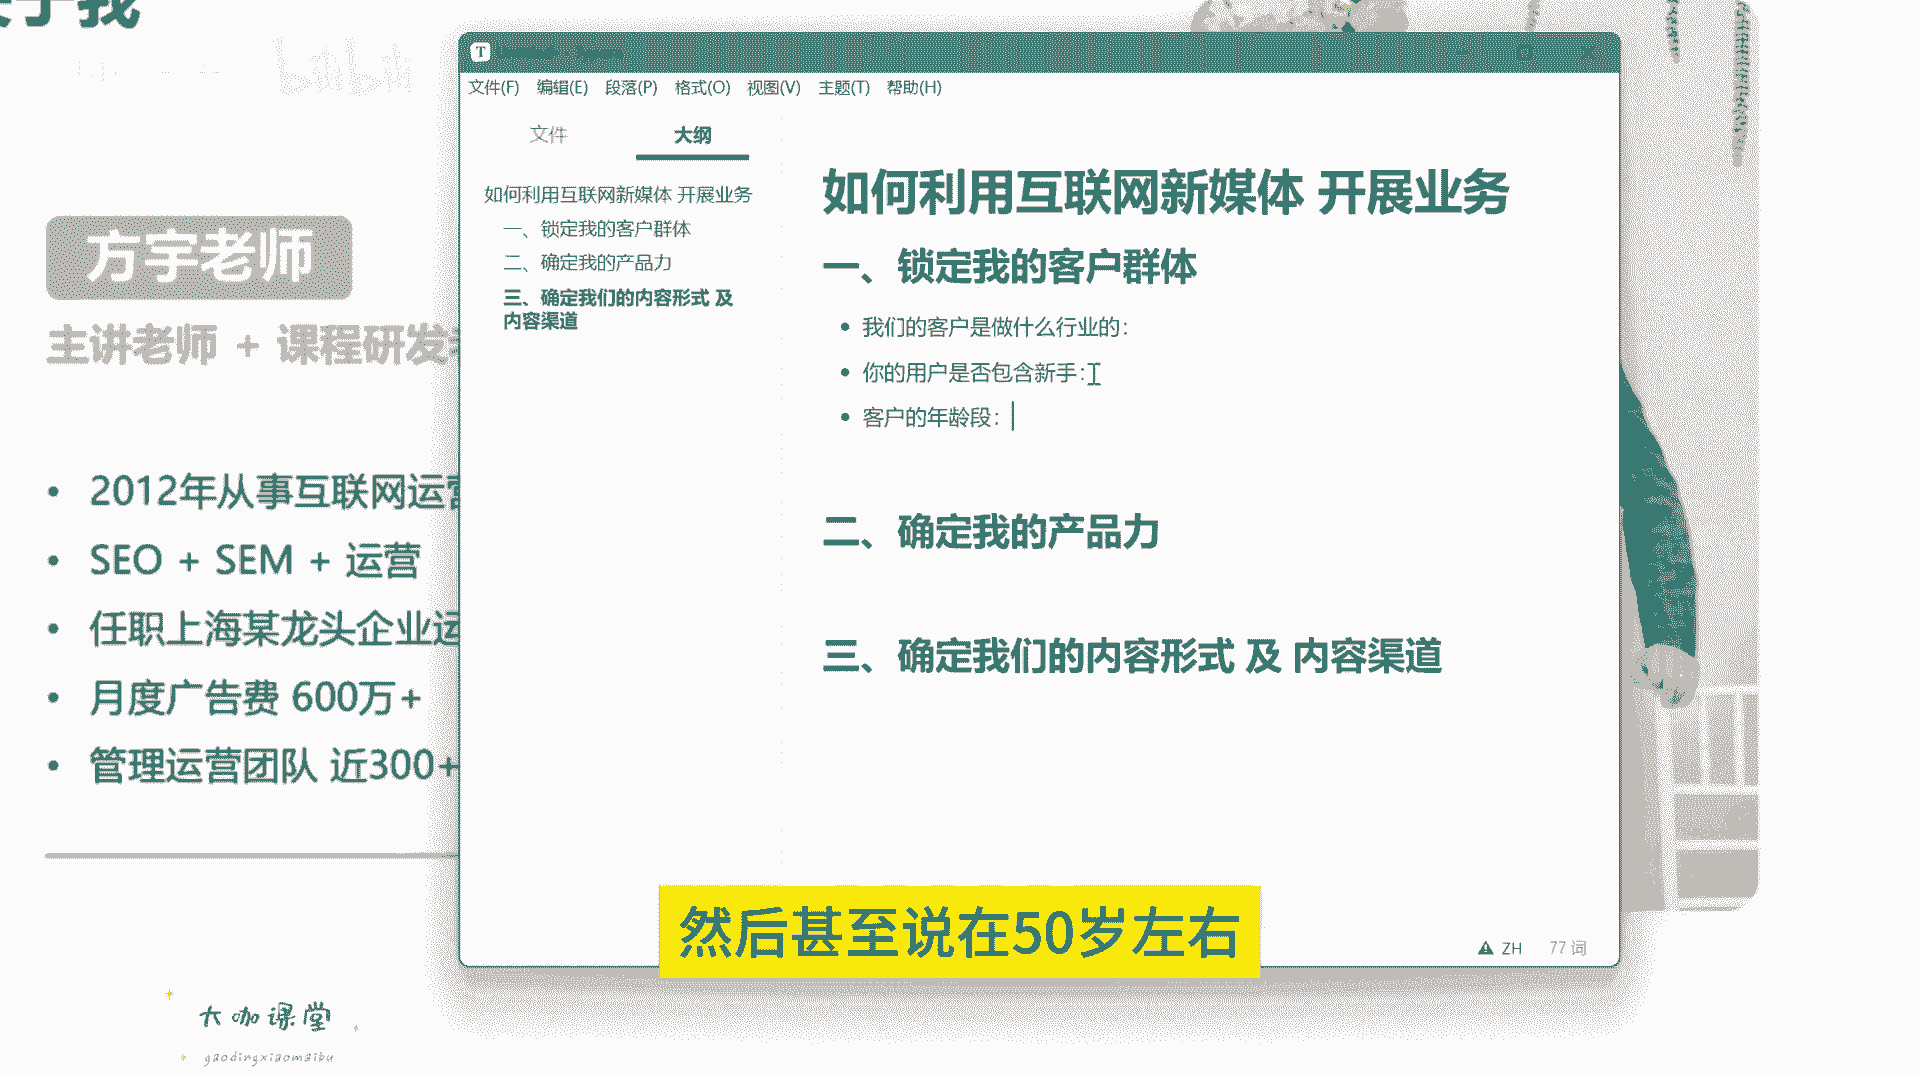 bilibili
方宇老师
主讲老师 + 课程研发
• 2012年从事互联网运营
• SEO + SEM + 运营
• 任职上海某龙头企业运
• 月度广告费 600万+
• 管理运营团队 近300+
大咖课堂
gaodingxiaomaibu
T
文件(F) 编辑(E) 段落(P) 格式(O) 视图(V) 主题(T) 帮助(H)
文件 大纲
如何利用互联网新媒体 开展业务
一、锁定我的客户群体
二、确定我的产品力
三、确定我们的内容形式 及
内容渠道
如何利用互联网新媒体 开展业务
一、锁定我的客户群体
• 我们的客户是做什么行业的：
• 你的用户是否包含新手：
• 客户的年龄段：
二、确定我的产品力
三、确定我们的内容形式 及 内容渠道
ZH 77 词
然后甚至说在50岁左右